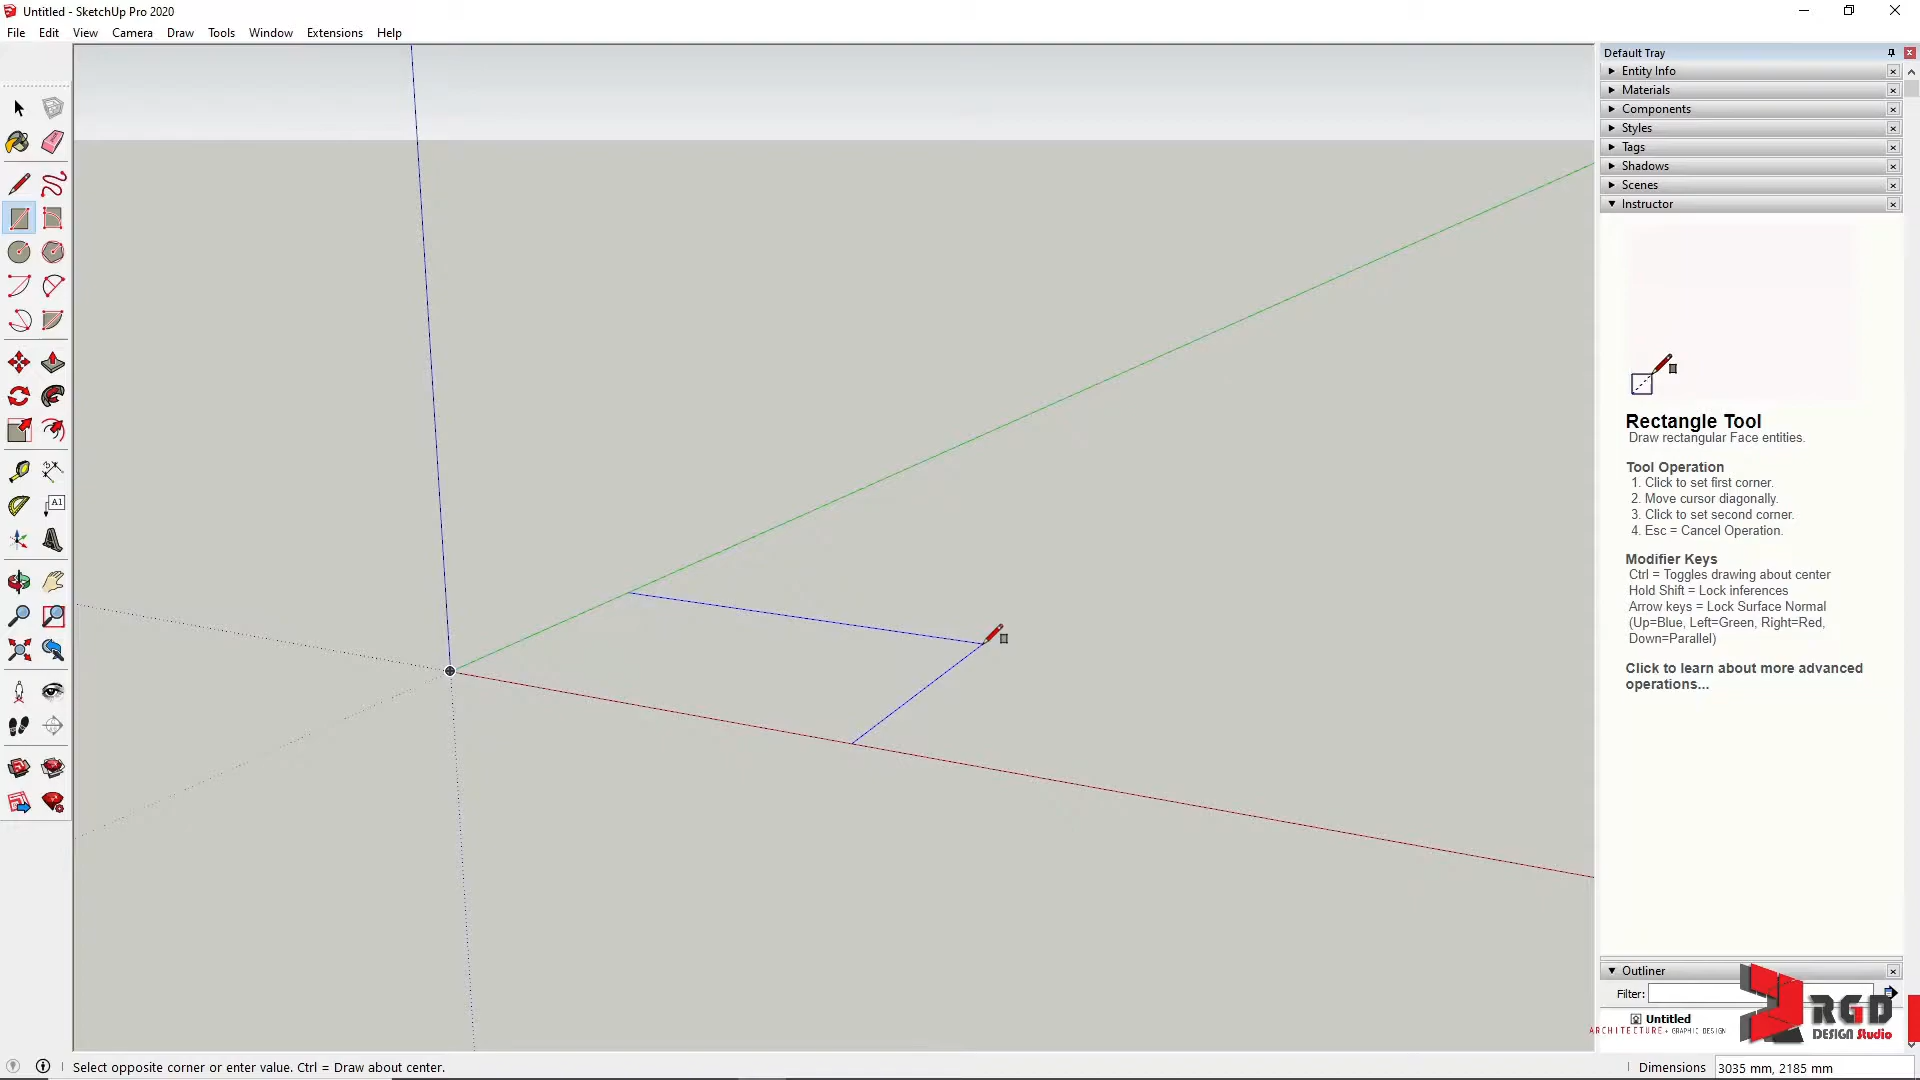 Untitled - SketchUp Pro 2020
File Edit View Camera Draw Tools Window Extensions Help
Default Tray
Entity Info
Materials
Components
Styles
Tags
Shadows
Scenes
Instructor
A1
Rectangle Tool
Draw rectangular Face entities.
Tool Operation
1. Click to set first corner.
2. Move cursor diagonally.
3. Click to set second corner.
4. Esc = Cancel Operation.
Modifier Keys
Ctrl = Toggles drawing about center
Hold Shift = Lock inferences
Arrow keys = Lock Surface Normal
(Up=Blue, Left=Green, Right=Red,
Down=Parallel)
Click to learn about more advanced
operations...
Outliner
Filter:
Untitled
RGD
ARCHITECTURE + GRAPHIC DESIGN
DESIGN Studio
Select opposite corner or enter value. Ctrl = Draw about center.
Dimensions 3035 mm, 2185 mm